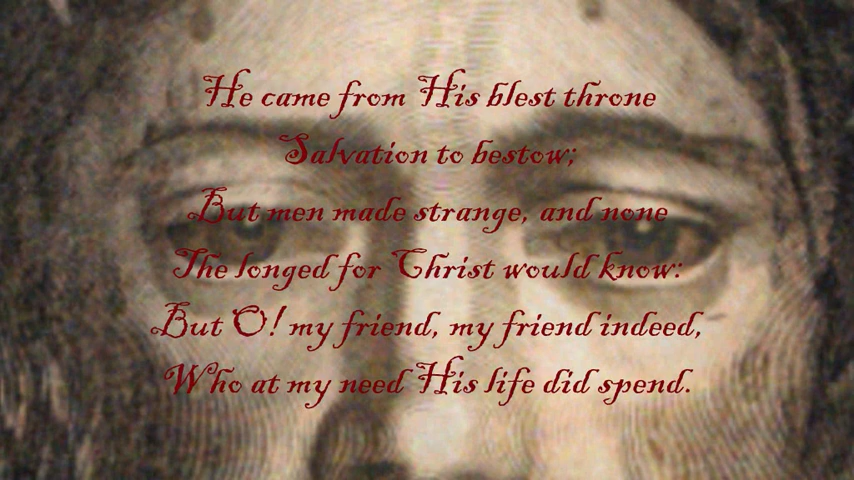 He came from His blest throne
Salvation to bestow;
But men made strange, and none
The longed for Christ would know:
But O! my friend, my friend indeed,
Who at my need His life did spend.